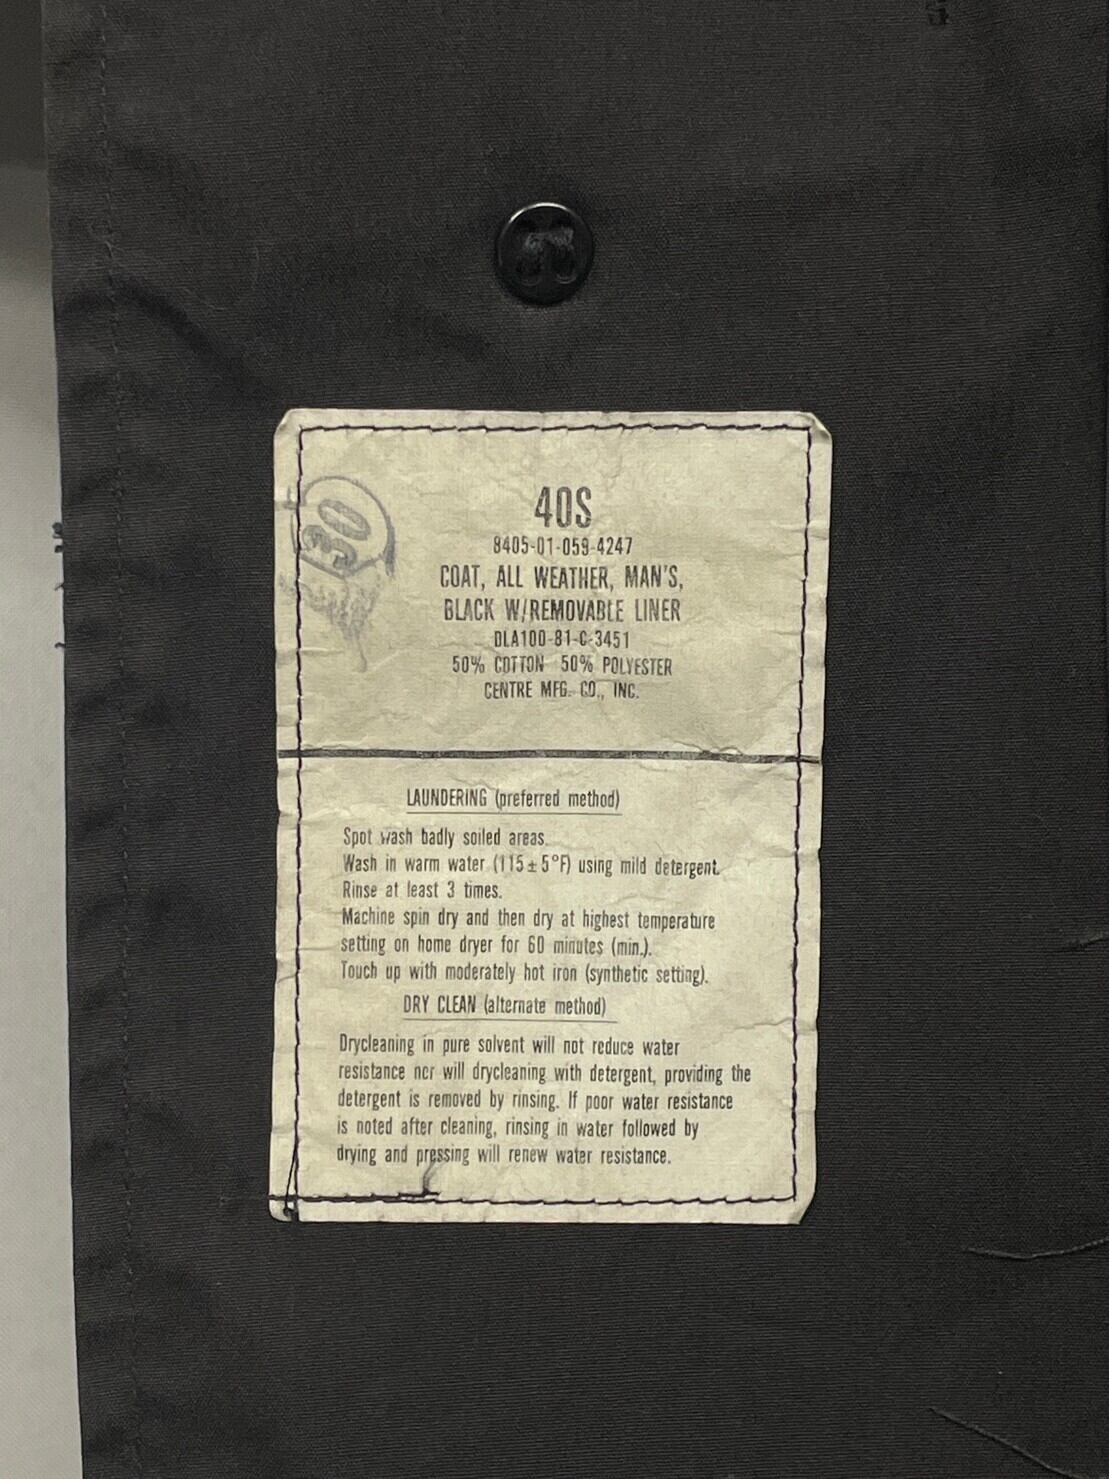 30
40S
8405-01-059-4247
COAT, ALL WEATHER, MAN'S,
BLACK W/REMOVABLE LINER
DLA100-81-C-3451
50% COTTON 50% POLYESTER
CENTRE MFG. CO., INC.
LAUNDERING (preferred method)
Spot wash badly soiled areas.
Wash in warm water (115±5°F) using mild detergent.
Rinse at least 3 times.
Machine spin dry and then dry at highest temperature
setting on home dryer for 60 minutes (min.).
Touch up with moderately hot iron (synthetic setting).
DRY CLEAN (alternate method)
Drycleaning in pure solvent will not reduce water
resistance nor will drycleaning with detergent, providing the
detergent is removed by rinsing. If poor water resistance
is noted after cleaning, rinsing in water followed by
drying and pressing will renew water resistance.